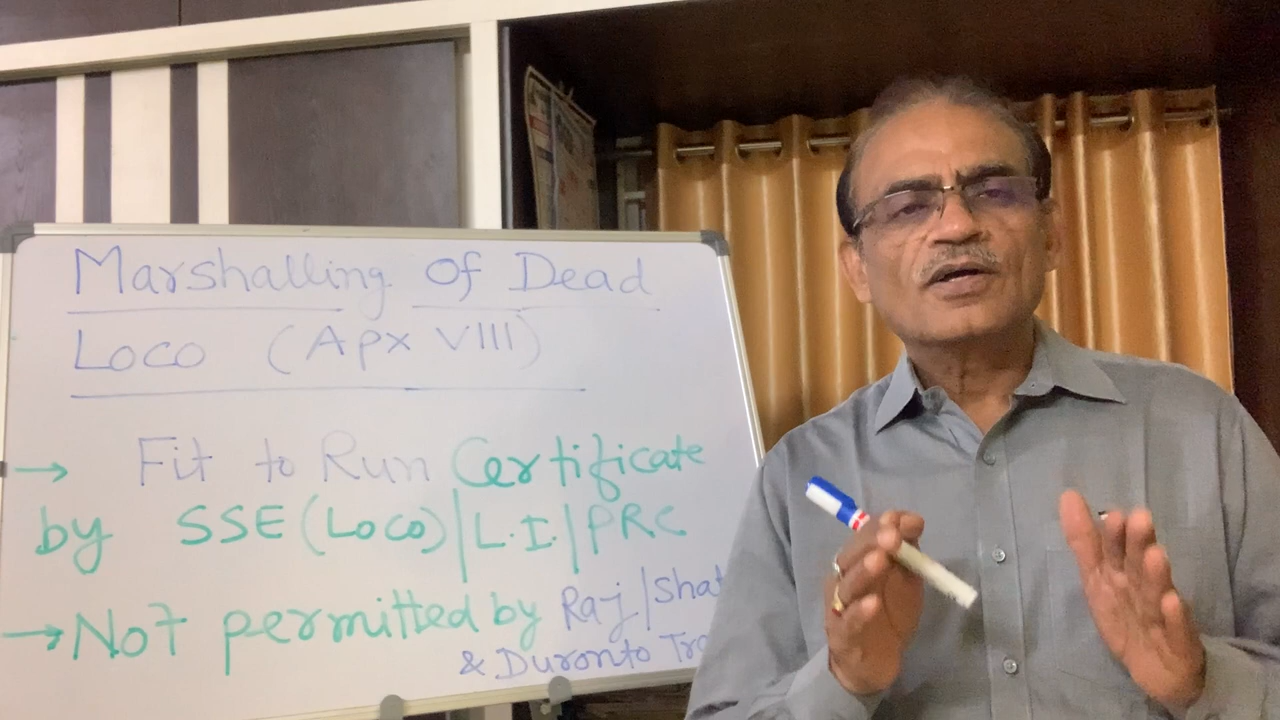 Marshalling Of Dead
Loco (Apx VIII)
→ Fit to Run Certificate
by SSE (Loco)|L.I.|PRC
→ Not permitted by Raj|Shat
& Duronto Tra